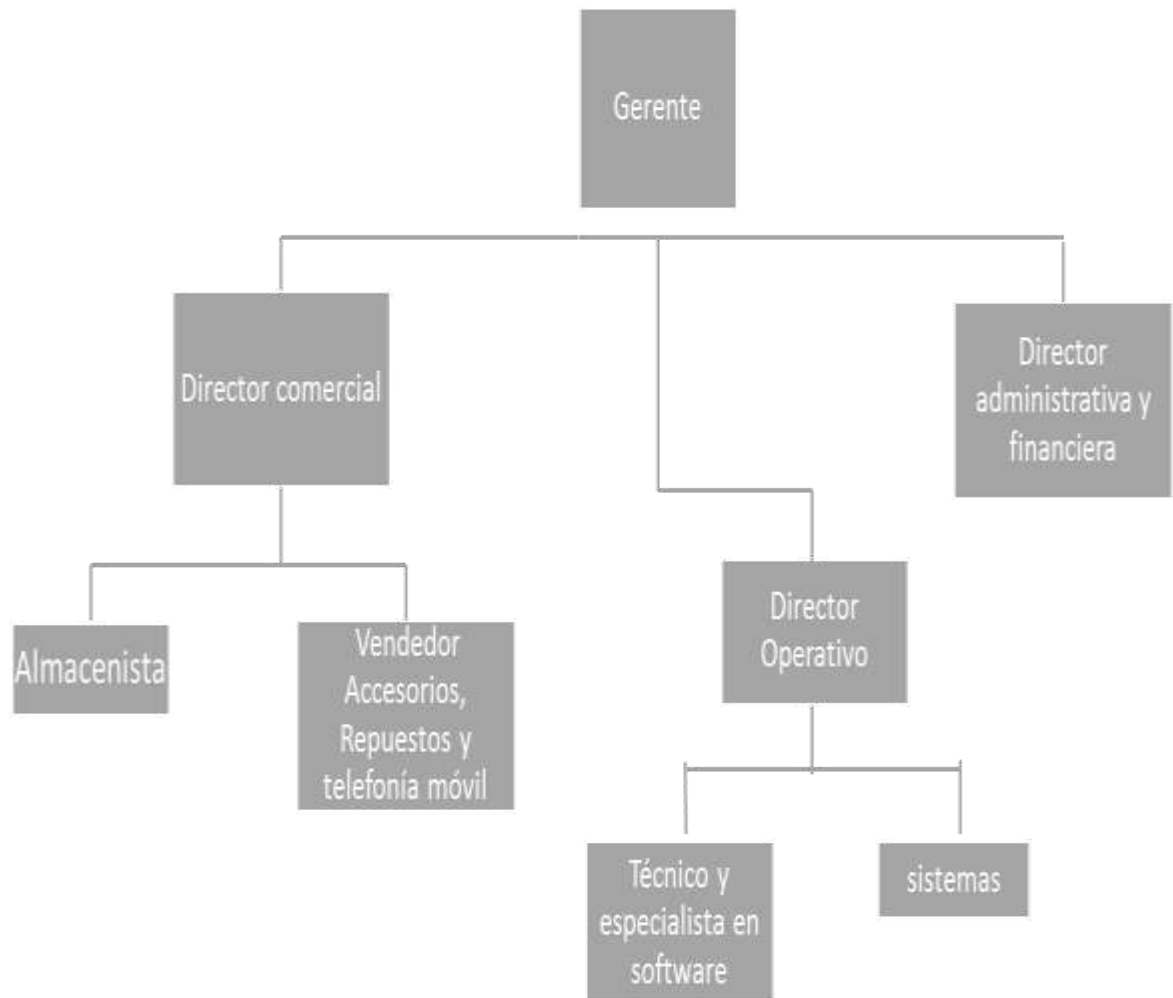 Gerente
Director comercial
Director
administrativa y
financiera
Director
Operativo
Almacenista
Vendedor
Accesorios,
Repuestos y
telefonía móvil
Técnico y
especialista en
software
sistemas